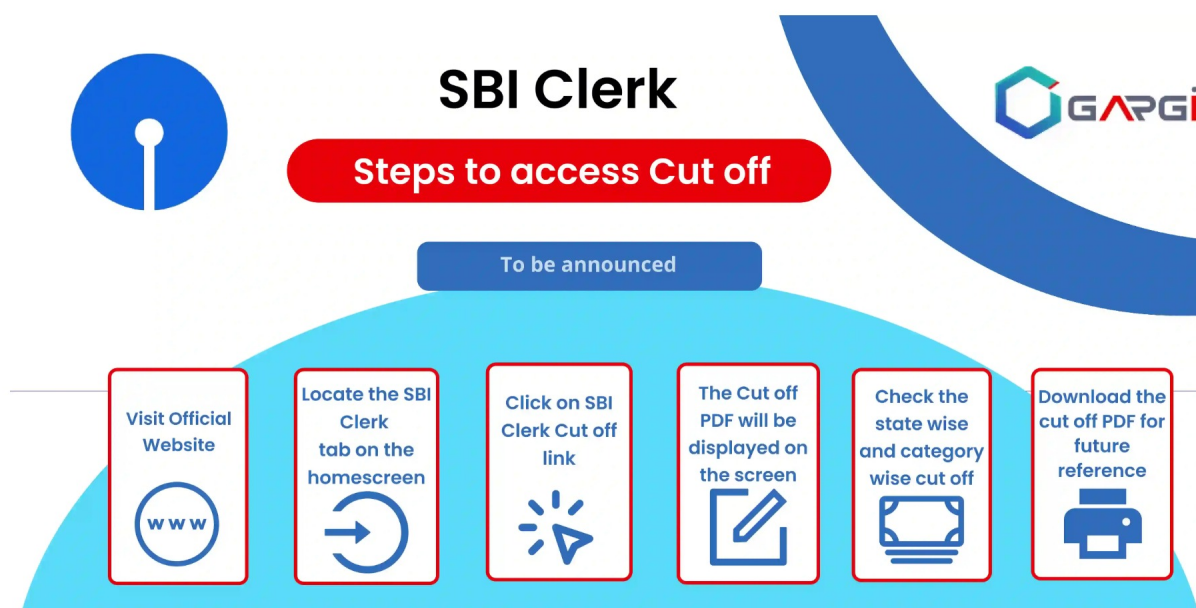 SBI Clerk
GARGI
Steps to access Cut off
To be announced
Visit Official
Website
www
Locate the SBI
Clerk
tab on the
homescreen
Click on SBI
Clerk Cut off
link
The Cut off
PDF will be
displayed on
the screen
Check the
state wise
and category
wise cut off
Download the
cut off PDF for
future
reference